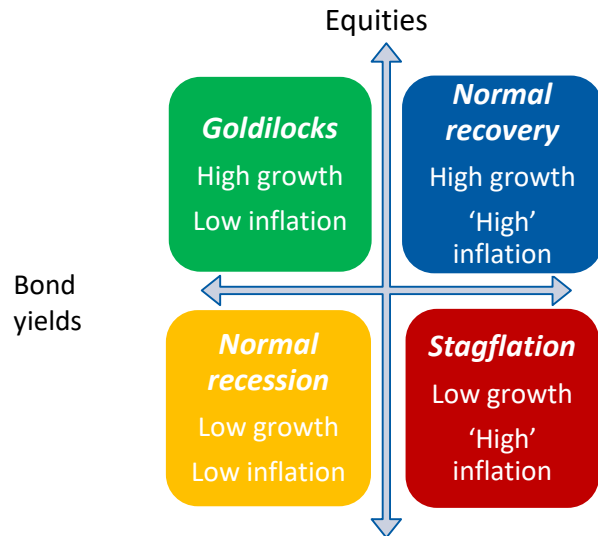 Equities
Goldilocks
High growth
Low inflation
Normal
recovery
High growth
‘High’
inflation
Bond
yields
Normal
recession
Low growth
Low inflation
Stagflation
Low growth
‘High’
inflation